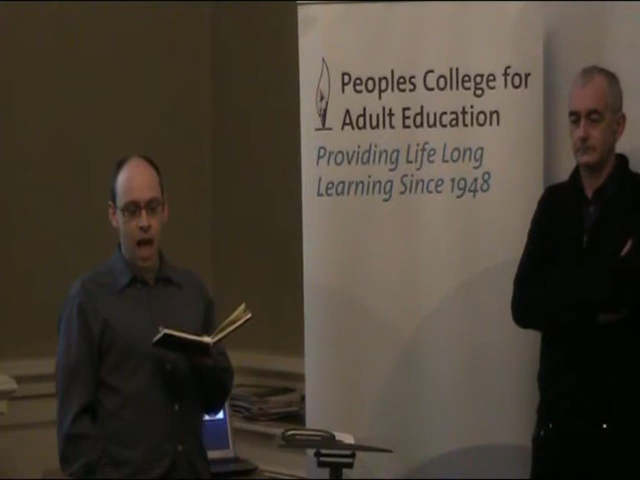 Peoples College for
Adult Education
Providing Life Long
Learning Since 1948